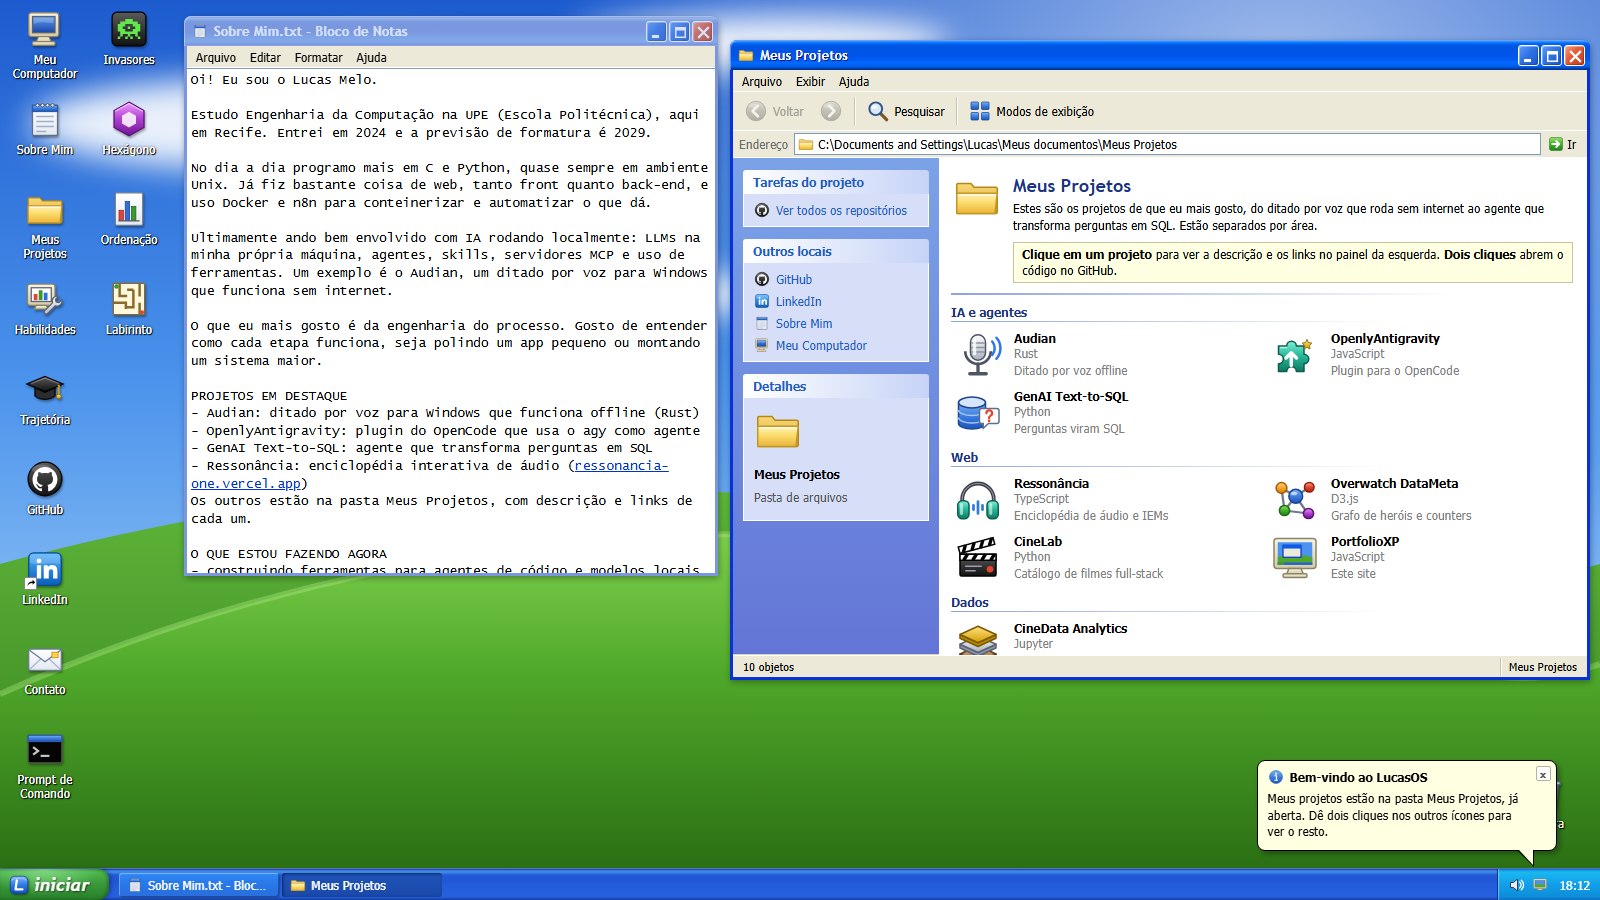 Meu
Computador
Invasores
Sobre Mim
Hexágono
Meus
Projetos
Ordenação
Habilidades
Labirinto
Trajetória
GitHub
LinkedIn
Contato
Prompt de
Comando
Sobre Mim.txt - Bloco de Notas
Arquivo Editar Formatar Ajuda
Oi! Eu sou o Lucas Melo.
Estudo Engenharia da Computação na UPE (Escola Politécnica), aqui
em Recife. Entrei em 2024 e a previsão de formatura é 2029.
No dia a dia programo mais em C e Python, quase sempre em ambiente
Unix. Já fiz bastante coisa de web, tanto front quanto back-end, e
uso Docker e n8n para conteinerizar e automatizar o que dá.
Ultimamente ando bem envolvido com IA rodando localmente: LLMs na
minha própria máquina, agentes, skills, servidores MCP e uso de
ferramentas. Um exemplo é o Audian, um ditado por voz para Windows
que funciona sem internet.
O que eu mais gosto é da engenharia do processo. Gosto de entender
como cada etapa funciona, seja polindo um app pequeno ou montando
um sistema maior.
PROJETOS EM DESTAQUE
- Audian: ditado por voz para Windows que funciona offline (Rust)
- OpenlyAntigravity: plugin do OpenCode que usa o agy como agente
- GenAI Text-to-SQL: agente que transforma perguntas em SQL
- Ressonância: enciclopédia interativa de áudio (ressonancia-
one.vercel.app)
Os outros estão na pasta Meus Projetos, com descrição e links de
cada um.
O QUE ESTOU FAZENDO AGORA
- construindo ferramentas para agentes de código e modelos locais
Meus Projetos
Arquivo Exibir Ajuda
Voltar Pesquisar Modos de exibição
Endereço C:\Documents and Settings\Lucas\Meus documentos\Meus Projetos Ir
Tarefas do projeto
Ver todos os repositórios
Outros locais
GitHub
LinkedIn
Sobre Mim
Meu Computador
Detalhes
Meus Projetos
Pasta de arquivos
Meus Projetos
Estes são os projetos de que eu mais gosto, do ditado por voz que roda sem internet ao agente que
transforma perguntas em SQL. Estão separados por área.
Clique em um projeto para ver a descrição e os links no painel da esquerda. Dois cliques abrem o
código no GitHub.
IA e agentes
Audian
Rust
Ditado por voz offline
OpenlyAntigravity
JavaScript
Plugin para o OpenCode
GenAI Text-to-SQL
Python
Perguntas viram SQL
Web
Ressonância
TypeScript
Enciclopédia de áudio e IEMs
Overwatch DataMeta
D3.js
Grafo de heróis e counters
CineLab
Python
Catálogo de filmes full-stack
PortfolioXP
JavaScript
Este site
Dados
CineData Analytics
Jupyter
10 objetos Meus Projetos
Bem-vindo ao LucasOS
Meus projetos estão na pasta Meus Projetos, já
aberta. Dê dois cliques nos outros ícones para
ver o resto.
iniciar Sobre Mim.txt - Bloc... Meus Projetos 18:12